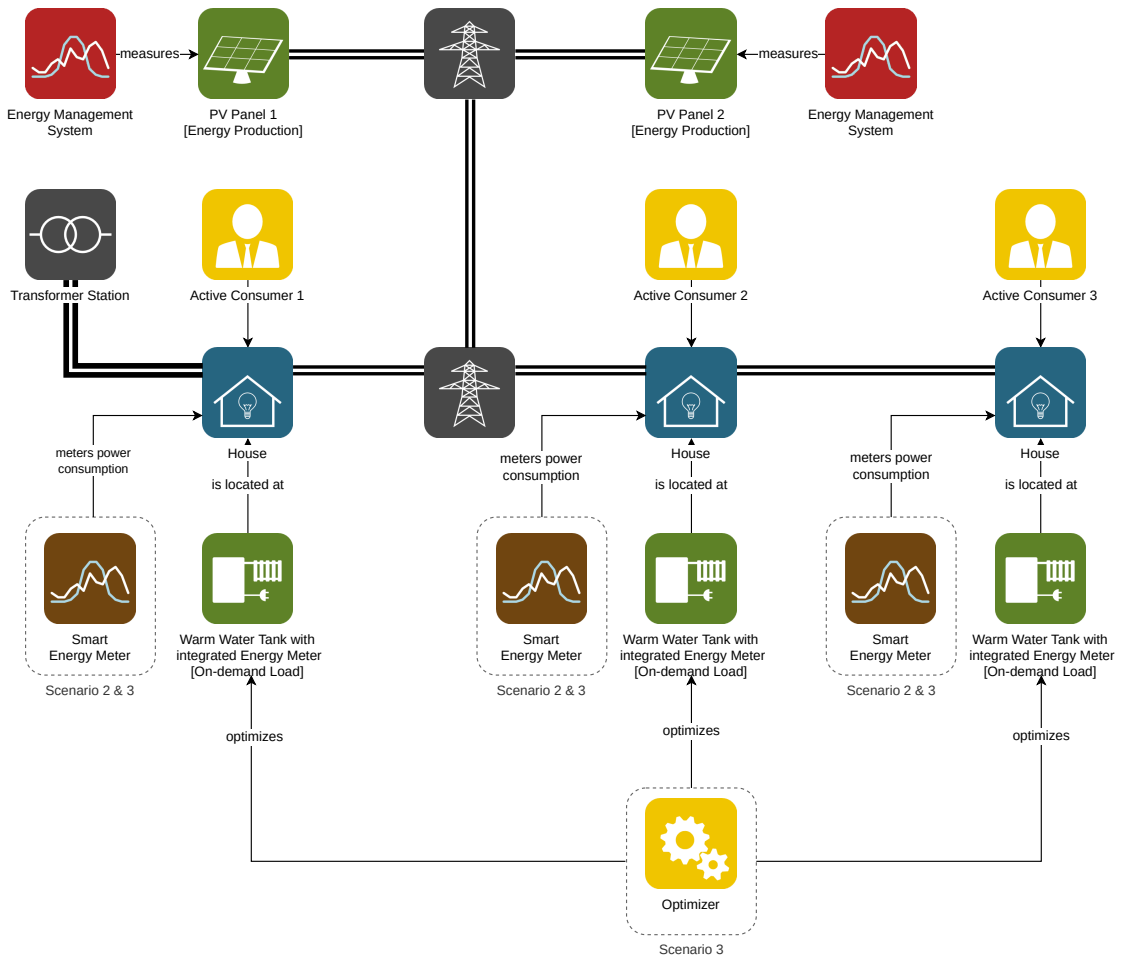 measures
measures
Energy Management
System
PV Panel 1
[Energy Production]
PV Panel 2
[Energy Production]
Energy Management
System
Transformer Station
Active Consumer 1
Active Consumer 2
Active Consumer 3
House
House
House
meters power
consumption
meters power
consumption
meters power
consumption
is located at
is located at
is located at
Smart
Energy Meter
Warm Water Tank with
integrated Energy Meter
[On-demand Load]
Smart
Energy Meter
Warm Water Tank with
integrated Energy Meter
[On-demand Load]
Smart
Energy Meter
Warm Water Tank with
integrated Energy Meter
[On-demand Load]
Scenario 2 & 3
Scenario 2 & 3
Scenario 2 & 3
optimizes
optimizes
optimizes
Optimizer
Scenario 3